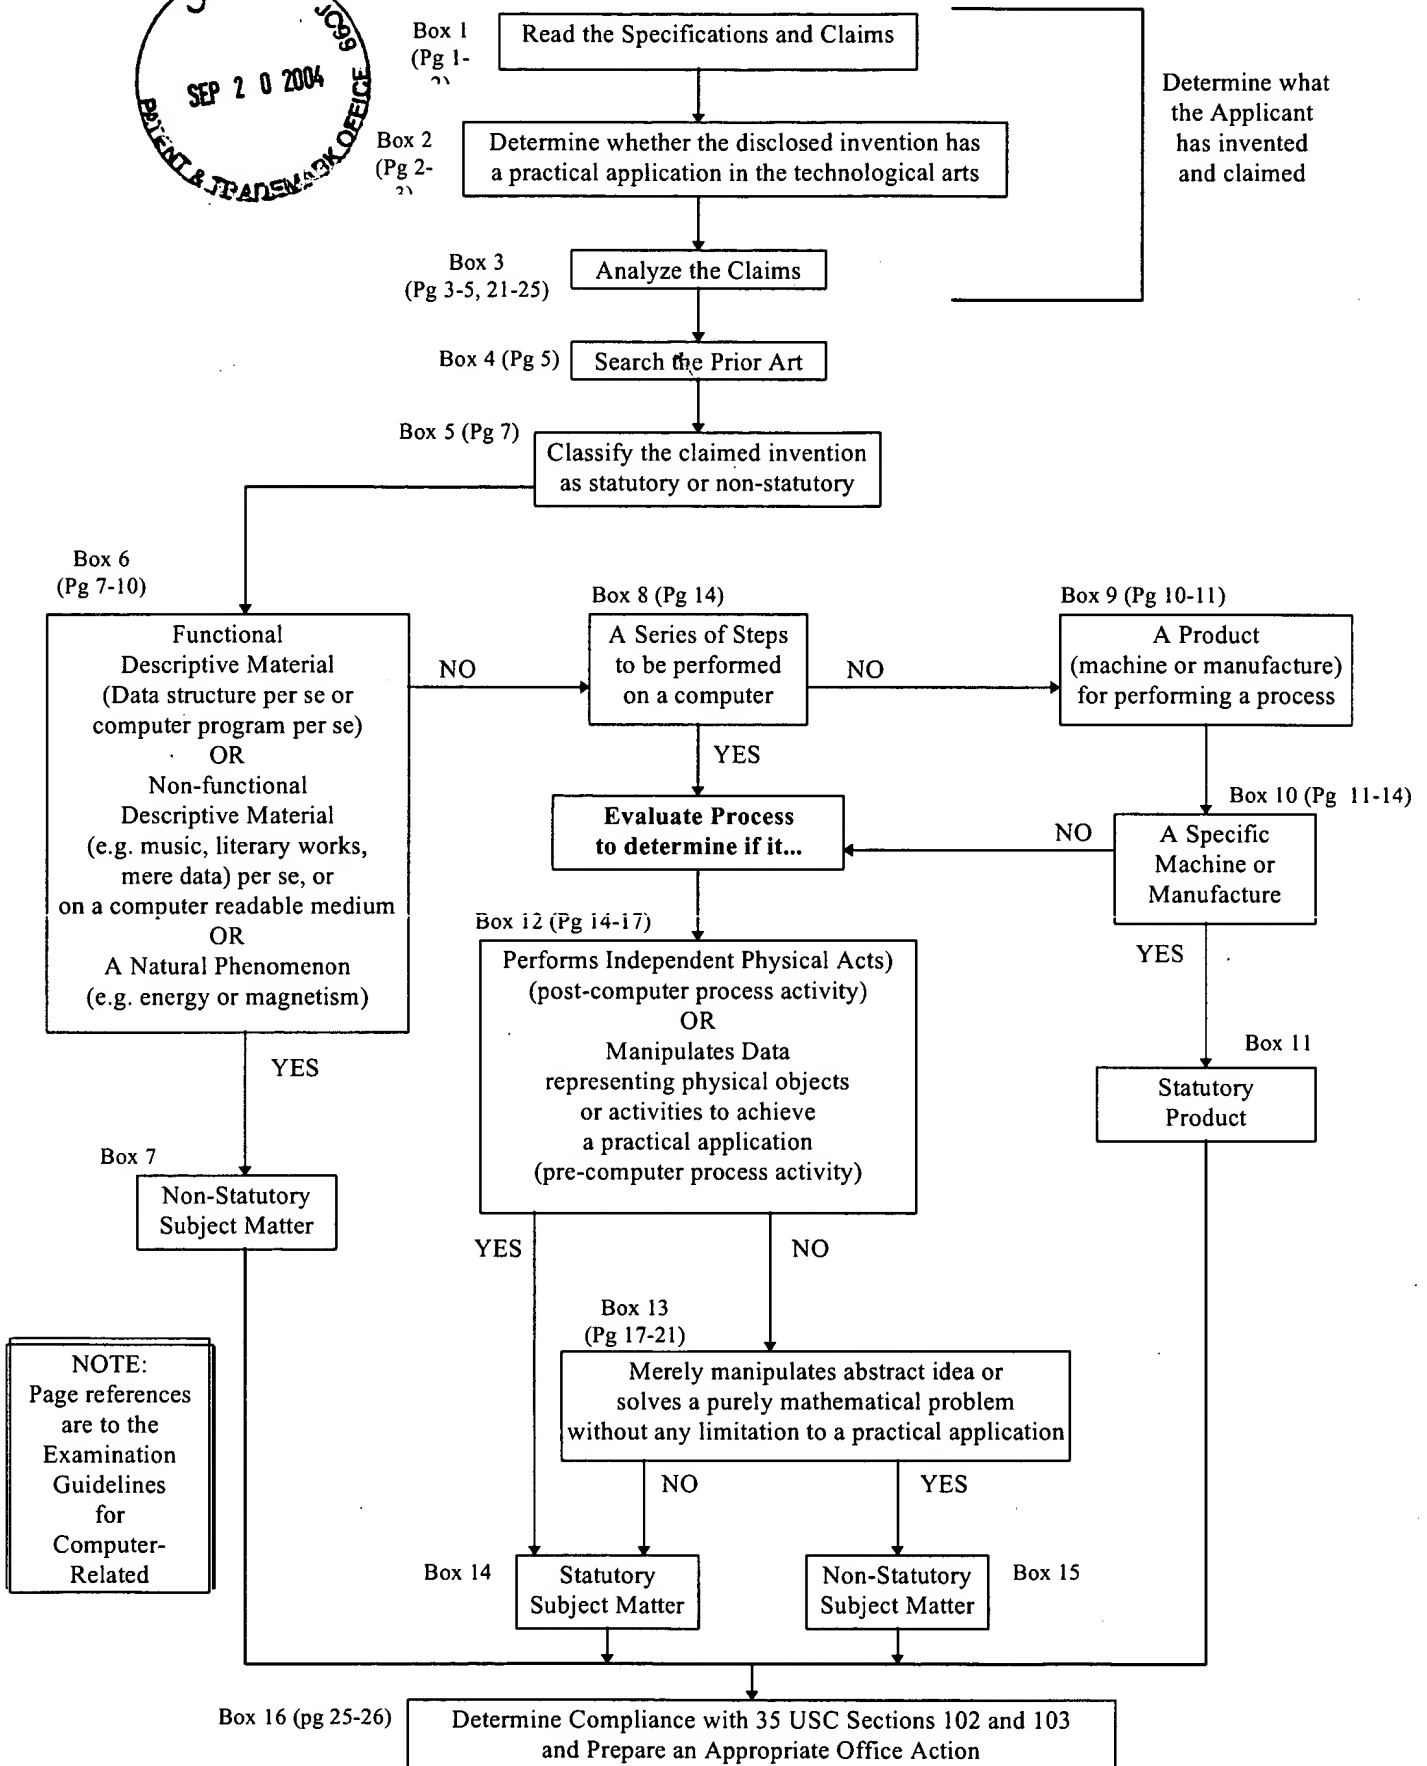 JC99
SEP 2 0 2004
PATENT & TRADEMARK OFFICE
Box 1
(Pg 1-
Read the Specifications and Claims
Determine what
the Applicant
has invented
and claimed
Box 2
(Pg 2-
3)
Determine whether the disclosed invention has
a practical application in the technological arts
Box 3
(Pg 3-5, 21-25)
Analyze the Claims
Box 4 (Pg 5)
Search the Prior Art
Box 5 (Pg 7)
Classify the claimed invention
as statutory or non-statutory
Box 6
(Pg 7-10)
Functional
Descriptive Material
(Data structure per se or
computer program per se)
OR
Non-functional
Descriptive Material
(e.g. music, literary works,
mere data) per se, or
on a computer readable medium
OR
A Natural Phenomenon
(e.g. energy or magnetism)
NO
Box 8 (Pg 14)
A Series of Steps
to be performed
on a computer
NO
Box 9 (Pg 10-11)
A Product
(machine or manufacture)
for performing a process
YES
Evaluate Process
to determine if it...
NO
Box 10 (Pg 11-14)
A Specific
Machine or
Manufacture
YES
Box 11
Statutory
Product
Box 12 (Pg 14-17)
Performs Independent Physical Acts)
(post-computer process activity)
OR
Manipulates Data
representing physical objects
or activities to achieve
a practical application
(pre-computer process activity)
YES
Box 7
Non-Statutory
Subject Matter
YES
NO
Box 13
(Pg 17-21)
Merely manipulates abstract idea or
solves a purely mathematical problem
without any limitation to a practical application
NO
YES
NOTE:
Page references
are to the
Examination
Guidelines
for
Computer-
Related
Box 14
Statutory
Subject Matter
Non-Statutory
Subject Matter
Box 15
Box 16 (pg 25-26)
Determine Compliance with 35 USC Sections 102 and 103
and Prepare an Appropriate Office Action